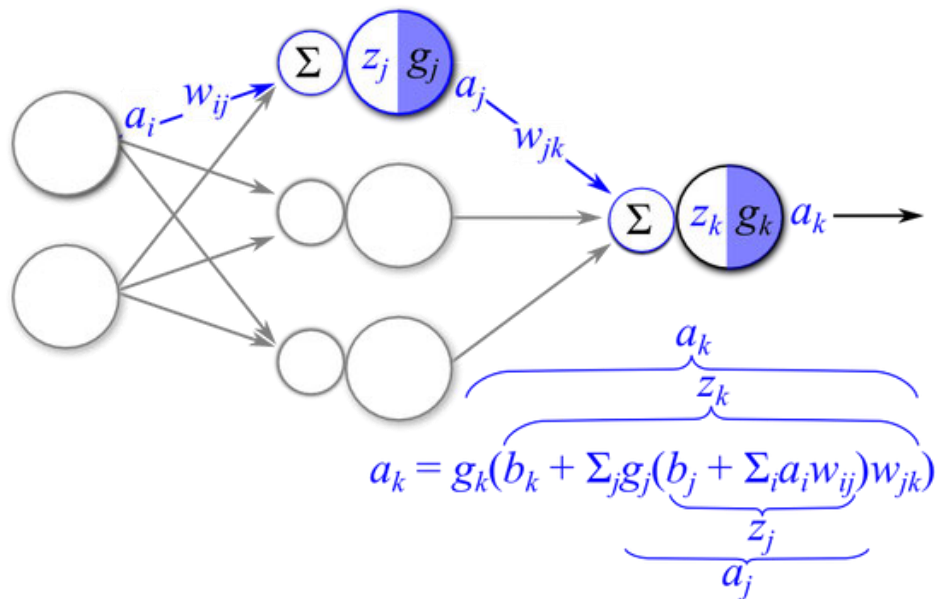 Σ z_j g_j
a_i w_ij a_j
w_jk
Σ z_k g_k a_k
a_k
z_k
a_k = g_k(b_k + Σ_j g_j(b_j + Σ_i a_i w_ij)w_jk)
z_j
a_j